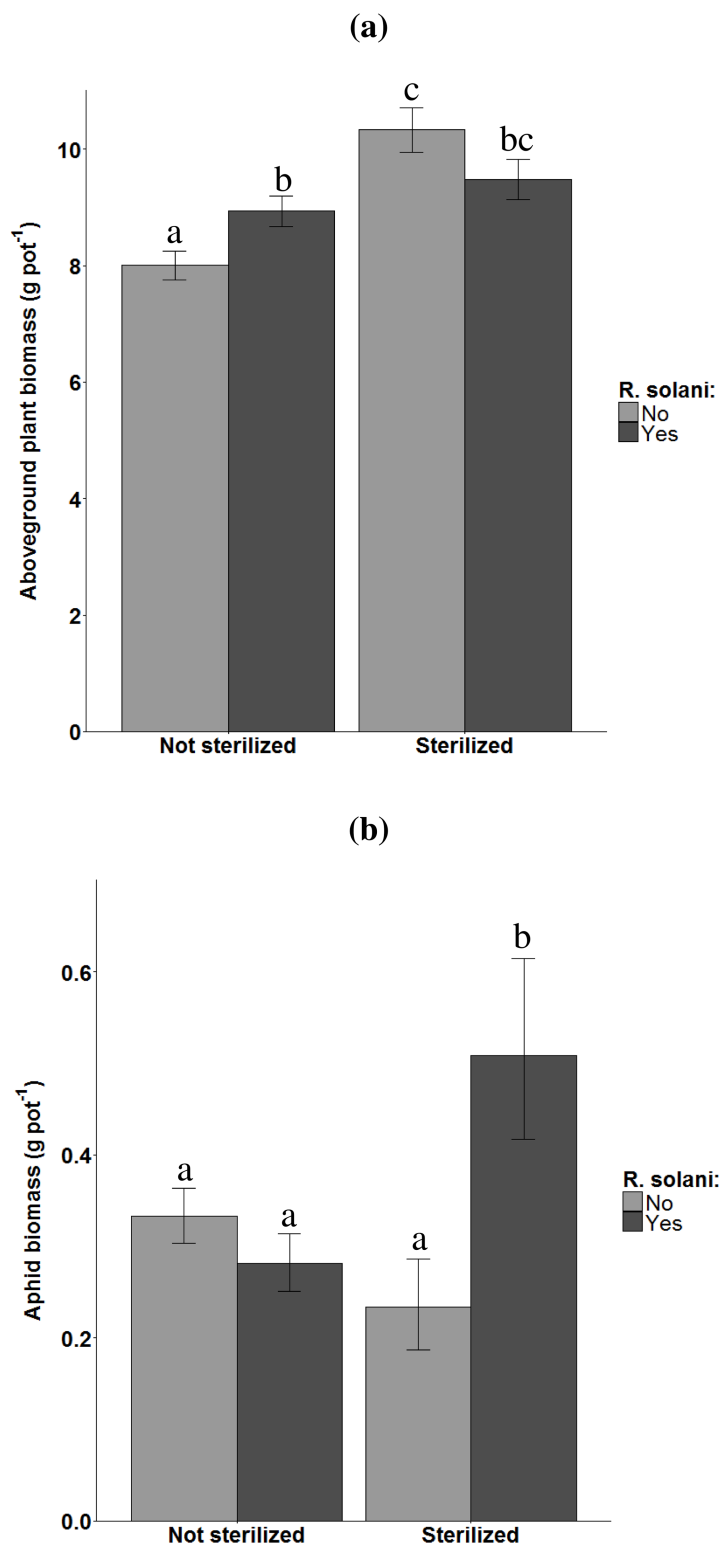 (a)
Aboveground plant biomass (g pot-1)
10
8
6
4
2
0
a
b
c
bc
R. solani:
No
Yes
Not sterilized
Sterilized
(b)
Aphid biomass (g pot-1)
0.6
0.4
0.2
0.0
a
a
a
b
R. solani:
No
Yes
Not sterilized
Sterilized